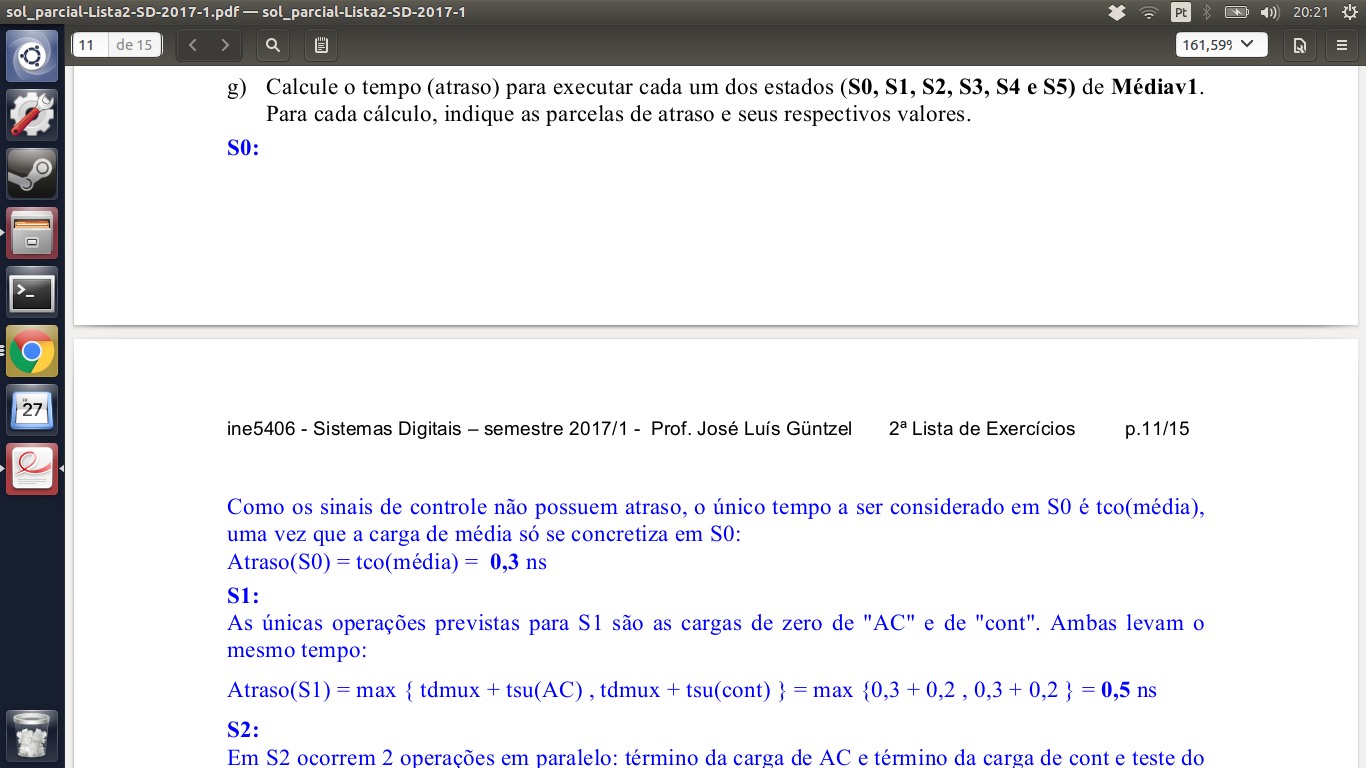 sol_parcial-Lista2-SD-2017-1.pdf — sol_parcial-Lista2-SD-2017-1
Pt
20:21
11 de 15
161,59%
g) Calcule o tempo (atraso) para executar cada um dos estados (S0, S1, S2, S3, S4 e S5) de Médiav1.
Para cada cálculo, indique as parcelas de atraso e seus respectivos valores.
S0:
27
ine5406 - Sistemas Digitais – semestre 2017/1 - Prof. José Luís Güntzel 2ª Lista de Exercícios p.11/15
Como os sinais de controle não possuem atraso, o único tempo a ser considerado em S0 é tco(média),
uma vez que a carga de média só se concretiza em S0:
Atraso(S0) = tco(média) = 0,3 ns
S1:
As únicas operações previstas para S1 são as cargas de zero de "AC" e de "cont". Ambas levam o
mesmo tempo:
Atraso(S1) = max { tdmux + tsu(AC) , tdmux + tsu(cont) } = max {0,3 + 0,2 , 0,3 + 0,2 } = 0,5 ns
S2:
Em S2 ocorrem 2 operações em paralelo: término da carga de AC e término da carga de cont e teste do